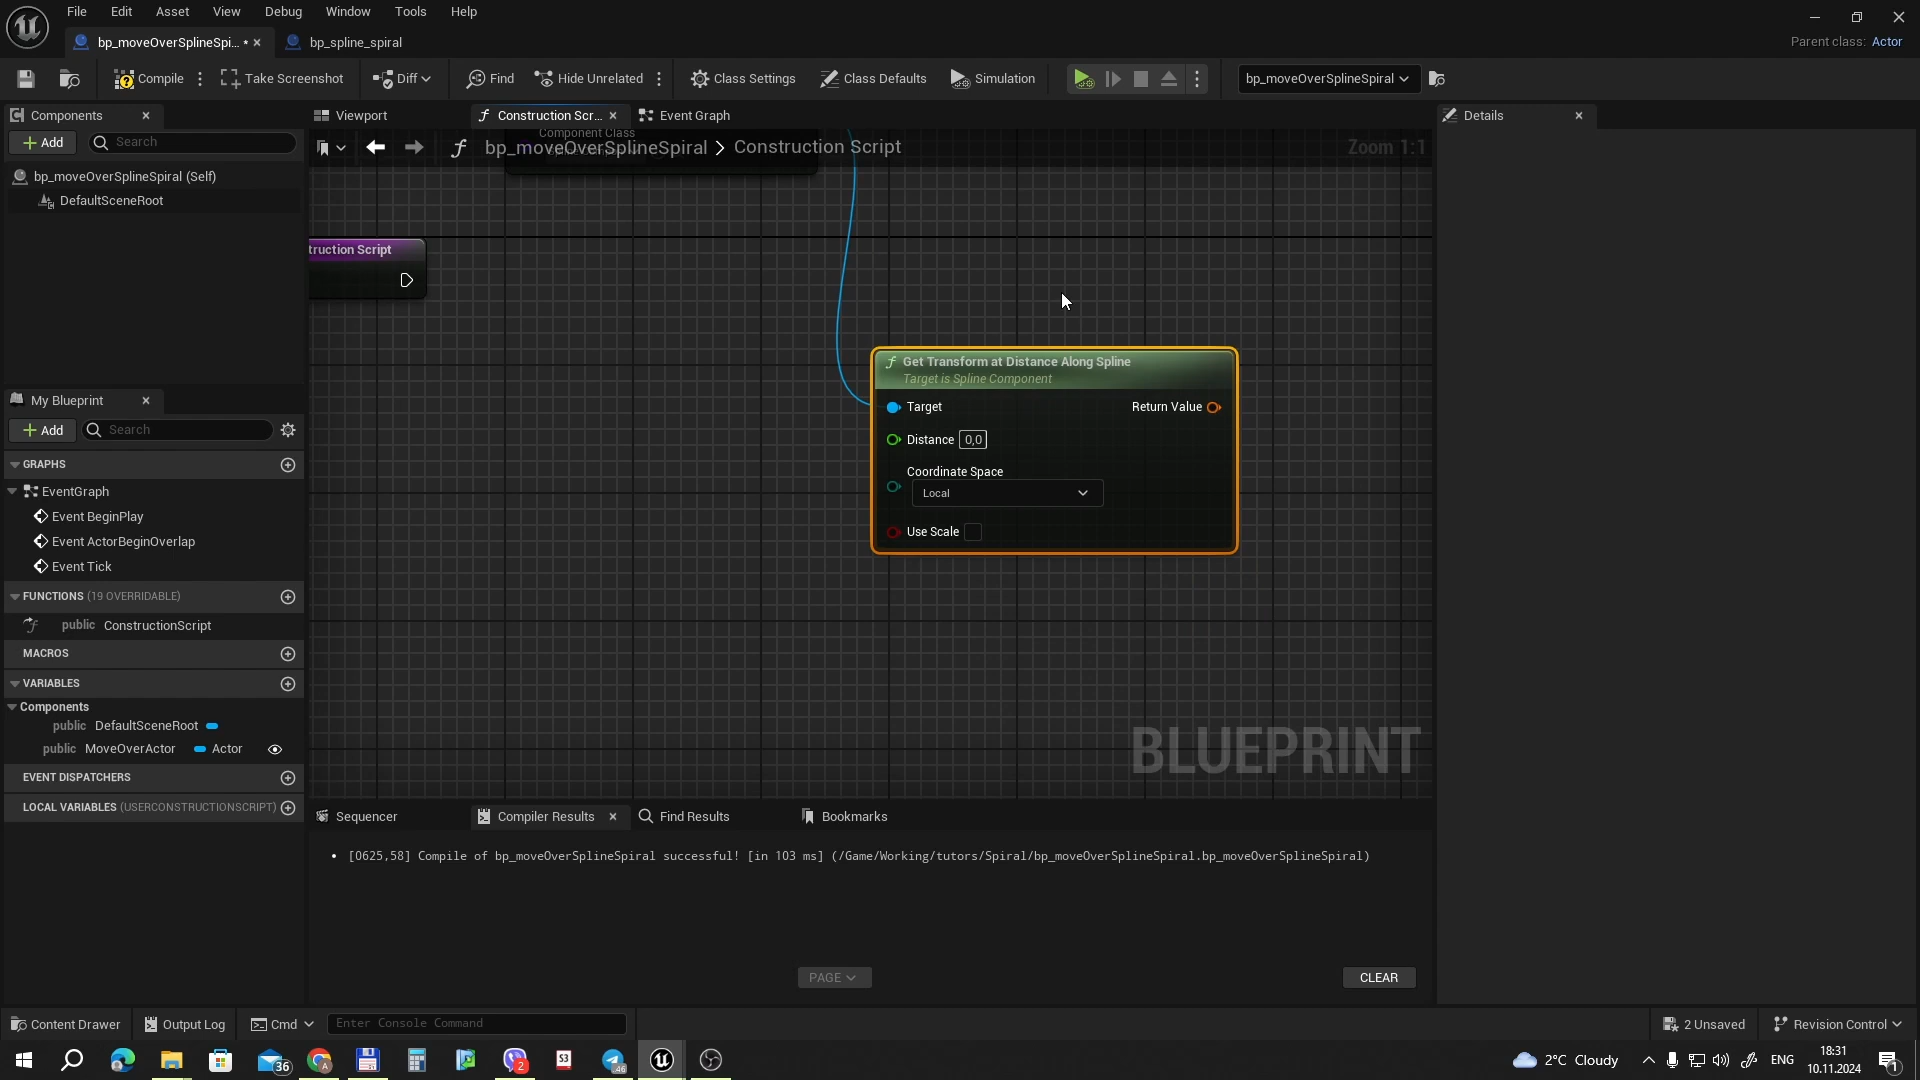 File Edit Asset View Debug Window Tools Help
bp_moveOverSplineSpi... • bp_spline_spiral
Parent class: Actor
Compile Take Screenshot Diff Find Hide Unrelated Class Settings Class Defaults Simulation bp_moveOverSplineSpiral
Components
Add Search
bp_moveOverSplineSpiral (Self)
DefaultSceneRoot
Viewport Construction Scr... Event Graph
Component Class
bp_moveOverSplineSpiral > Construction Script
Zoom 1:1
truction Script
Get Transform at Distance Along Spline
Target is Spline Component
Target Return Value
Distance 0,0
Coordinate Space
Local
Use Scale
BLUEPRINT
Details
My Blueprint
Add Search
GRAPHS
EventGraph
Event BeginPlay
Event ActorBeginOverlap
Event Tick
FUNCTIONS (19 OVERRIDABLE)
public ConstructionScript
MACROS
VARIABLES
Components
public DefaultSceneRoot
public MoveOverActor Actor
EVENT DISPATCHERS
LOCAL VARIABLES (USERCONSTRUCTIONSCRIPT)
Sequencer Compiler Results Find Results Bookmarks
• [0625,58] Compile of bp_moveOverSplineSpiral successful! [in 103 ms] (/Game/Working/tutors/Spiral/bp_moveOverSplineSpiral.bp_moveOverSplineSpiral)
PAGE CLEAR
Content Drawer Output Log Cmd Enter Console Command 2 Unsaved Revision Control
36 A 2 S3 46 2°C Cloudy ENG 18:31
10.11.2024 1